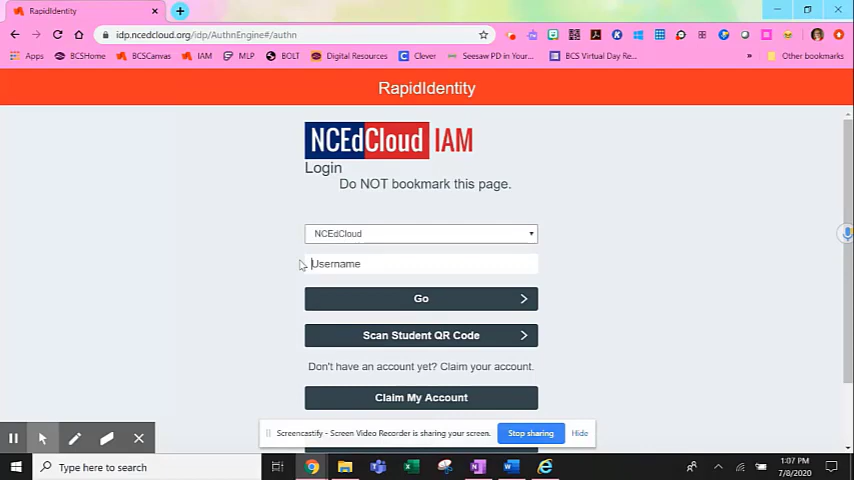 RapidIdentity
idp.ncedcloud.org/idp/AuthnEngine#/authn
Apps BCSHome BCSCanvas IAM MLP BOLT Digital Resources Clever Seesaw PD in Your... BCS Virtual Day Re... » Other bookmarks
RapidIdentity
NCEdCloud IAM
Login
Do NOT bookmark this page.
NCEdCloud
Username
Go
Scan Student QR Code
Don't have an account yet? Claim your account.
Claim My Account
Screencastify - Screen Video Recorder is sharing your screen. Stop sharing Hide
Type here to search
1:07 PM
7/8/2020